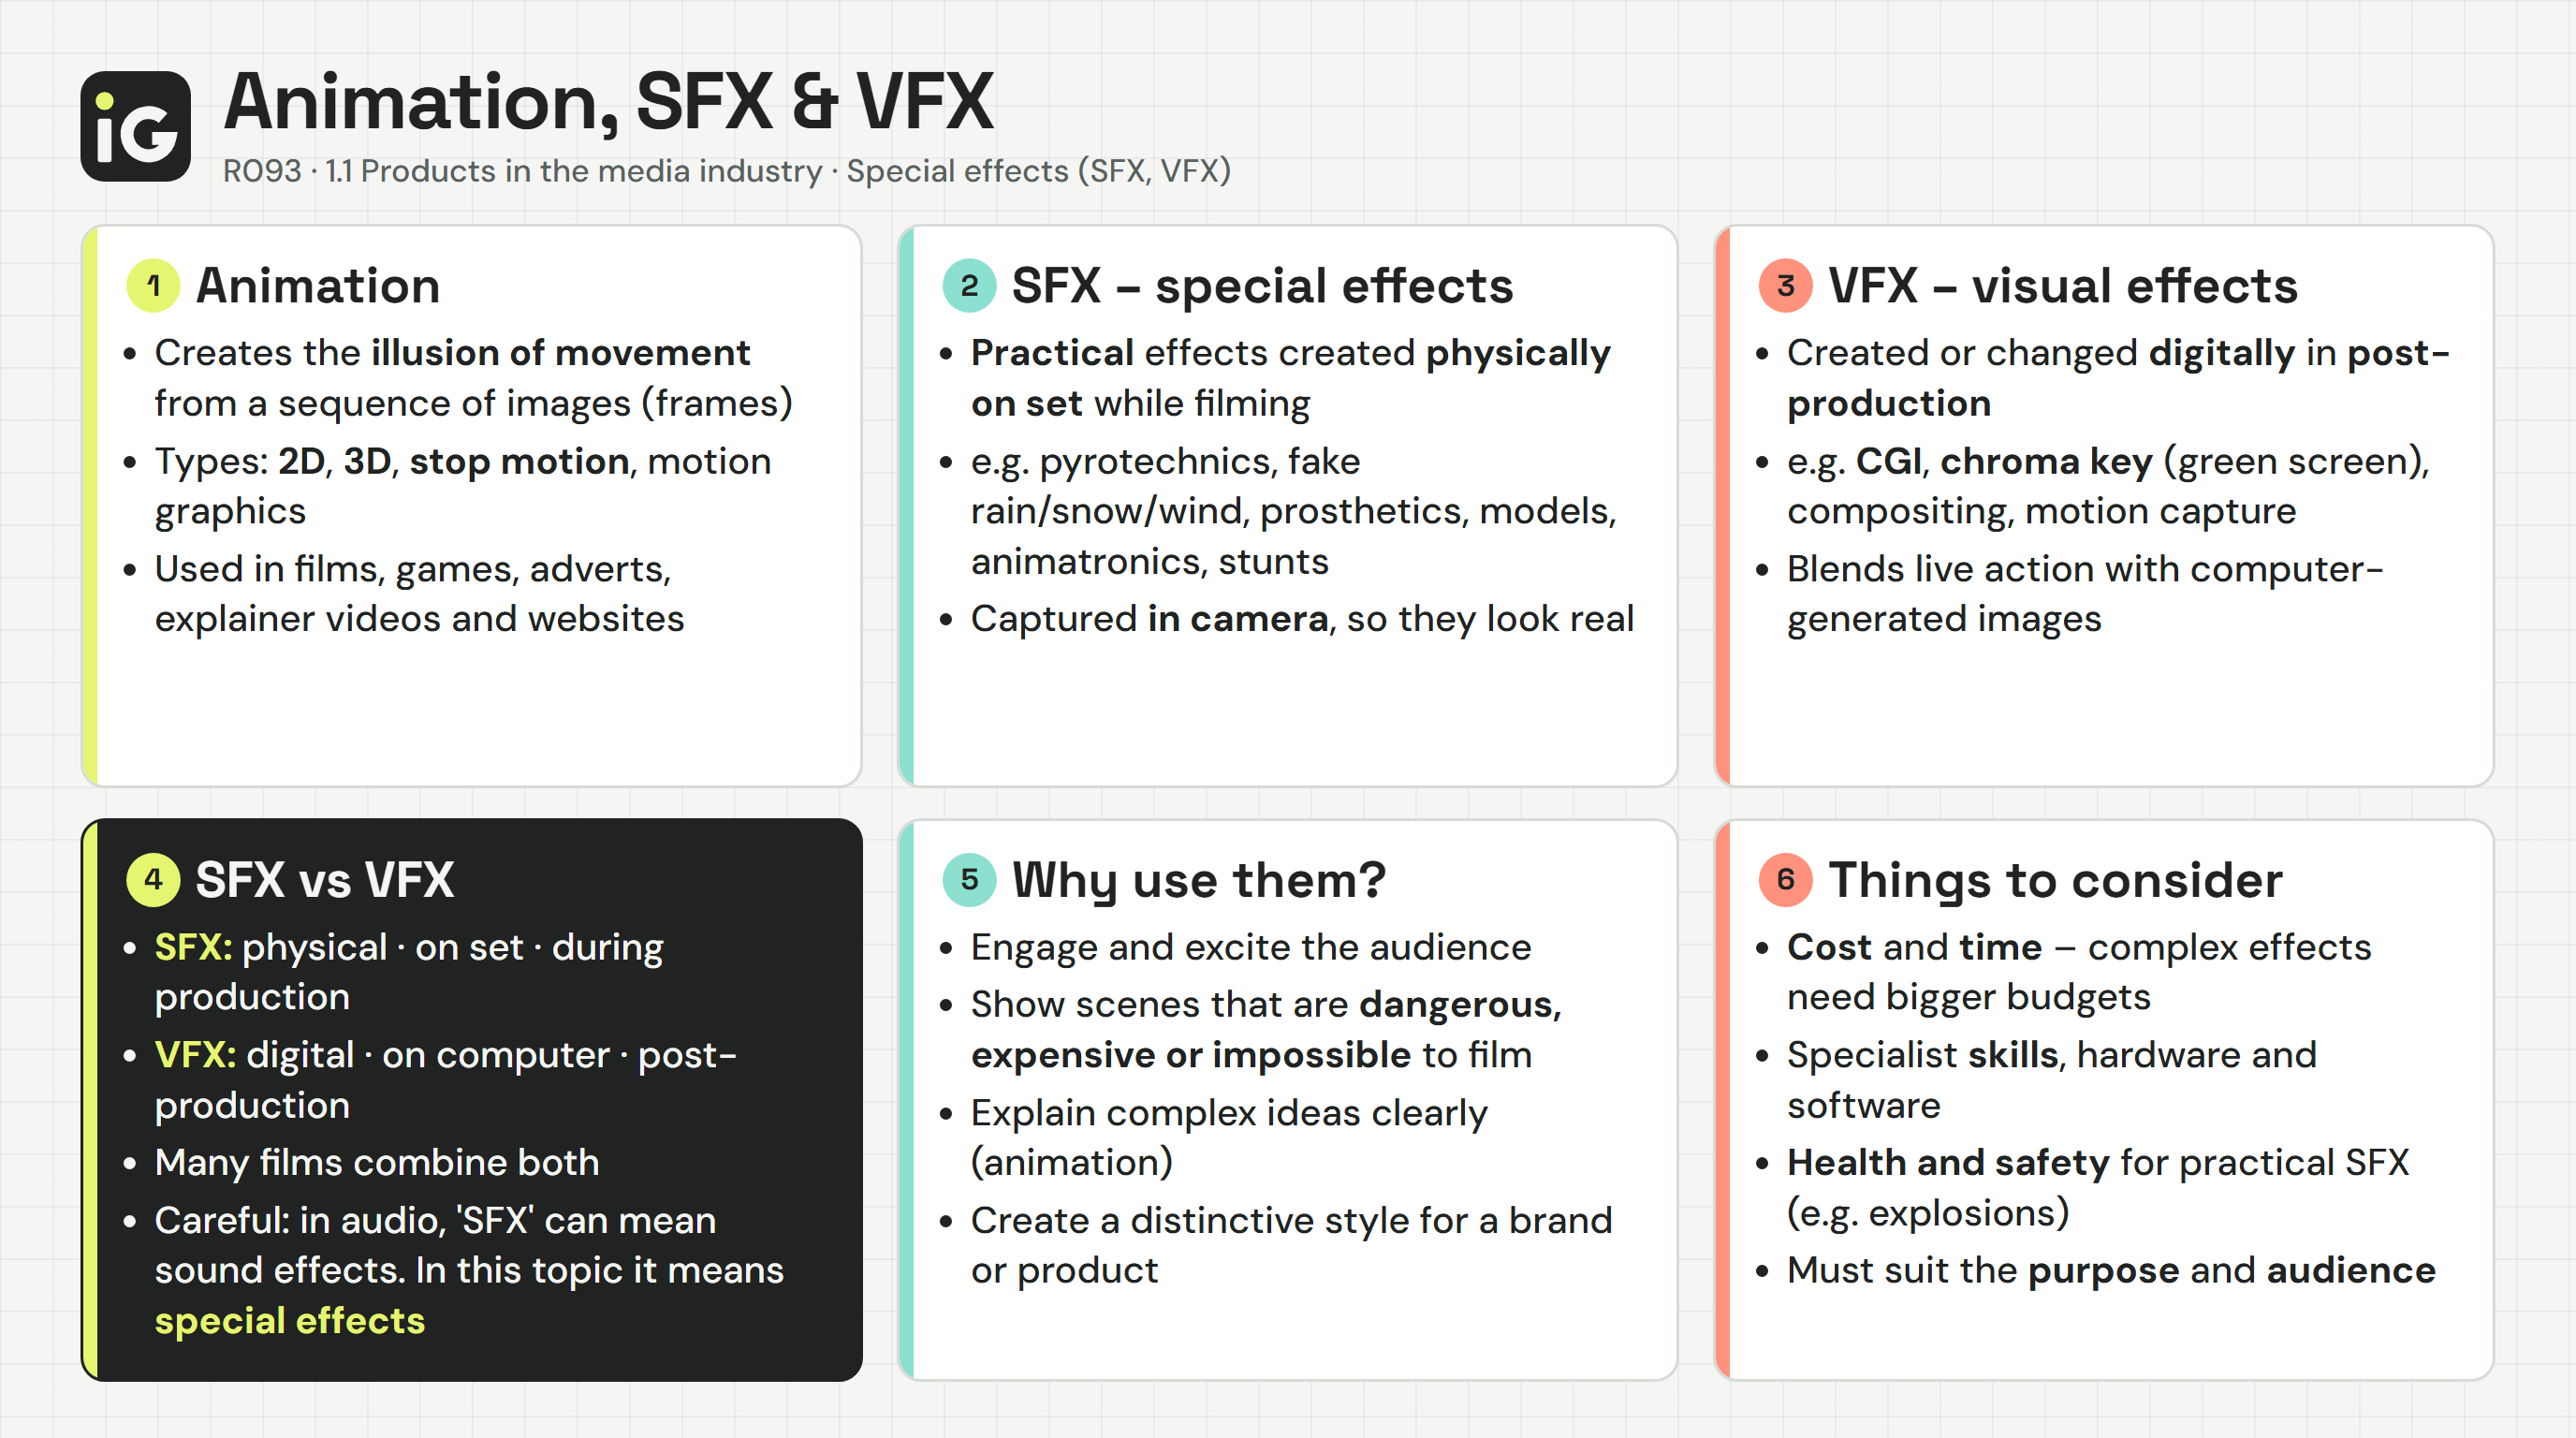 iG
Animation, SFX & VFX
R093 · 1.1 Products in the media industry · Special effects (SFX, VFX)
1 Animation
• Creates the illusion of movement
from a sequence of images (frames)
• Types: 2D, 3D, stop motion, motion
graphics
• Used in films, games, adverts,
explainer videos and websites
2 SFX – special effects
• Practical effects created physically
on set while filming
• e.g. pyrotechnics, fake
rain/snow/wind, prosthetics, models,
animatronics, stunts
• Captured in camera, so they look real
3 VFX – visual effects
• Created or changed digitally in post-
production
• e.g. CGI, chroma key (green screen),
compositing, motion capture
• Blends live action with computer-
generated images
4 SFX vs VFX
• SFX: physical · on set · during
production
• VFX: digital · on computer · post-
production
• Many films combine both
• Careful: in audio, 'SFX' can mean
sound effects. In this topic it means
special effects
5 Why use them?
• Engage and excite the audience
• Show scenes that are dangerous,
expensive or impossible to film
• Explain complex ideas clearly
(animation)
• Create a distinctive style for a brand
or product
6 Things to consider
• Cost and time – complex effects
need bigger budgets
• Specialist skills, hardware and
software
• Health and safety for practical SFX
(e.g. explosions)
• Must suit the purpose and audience